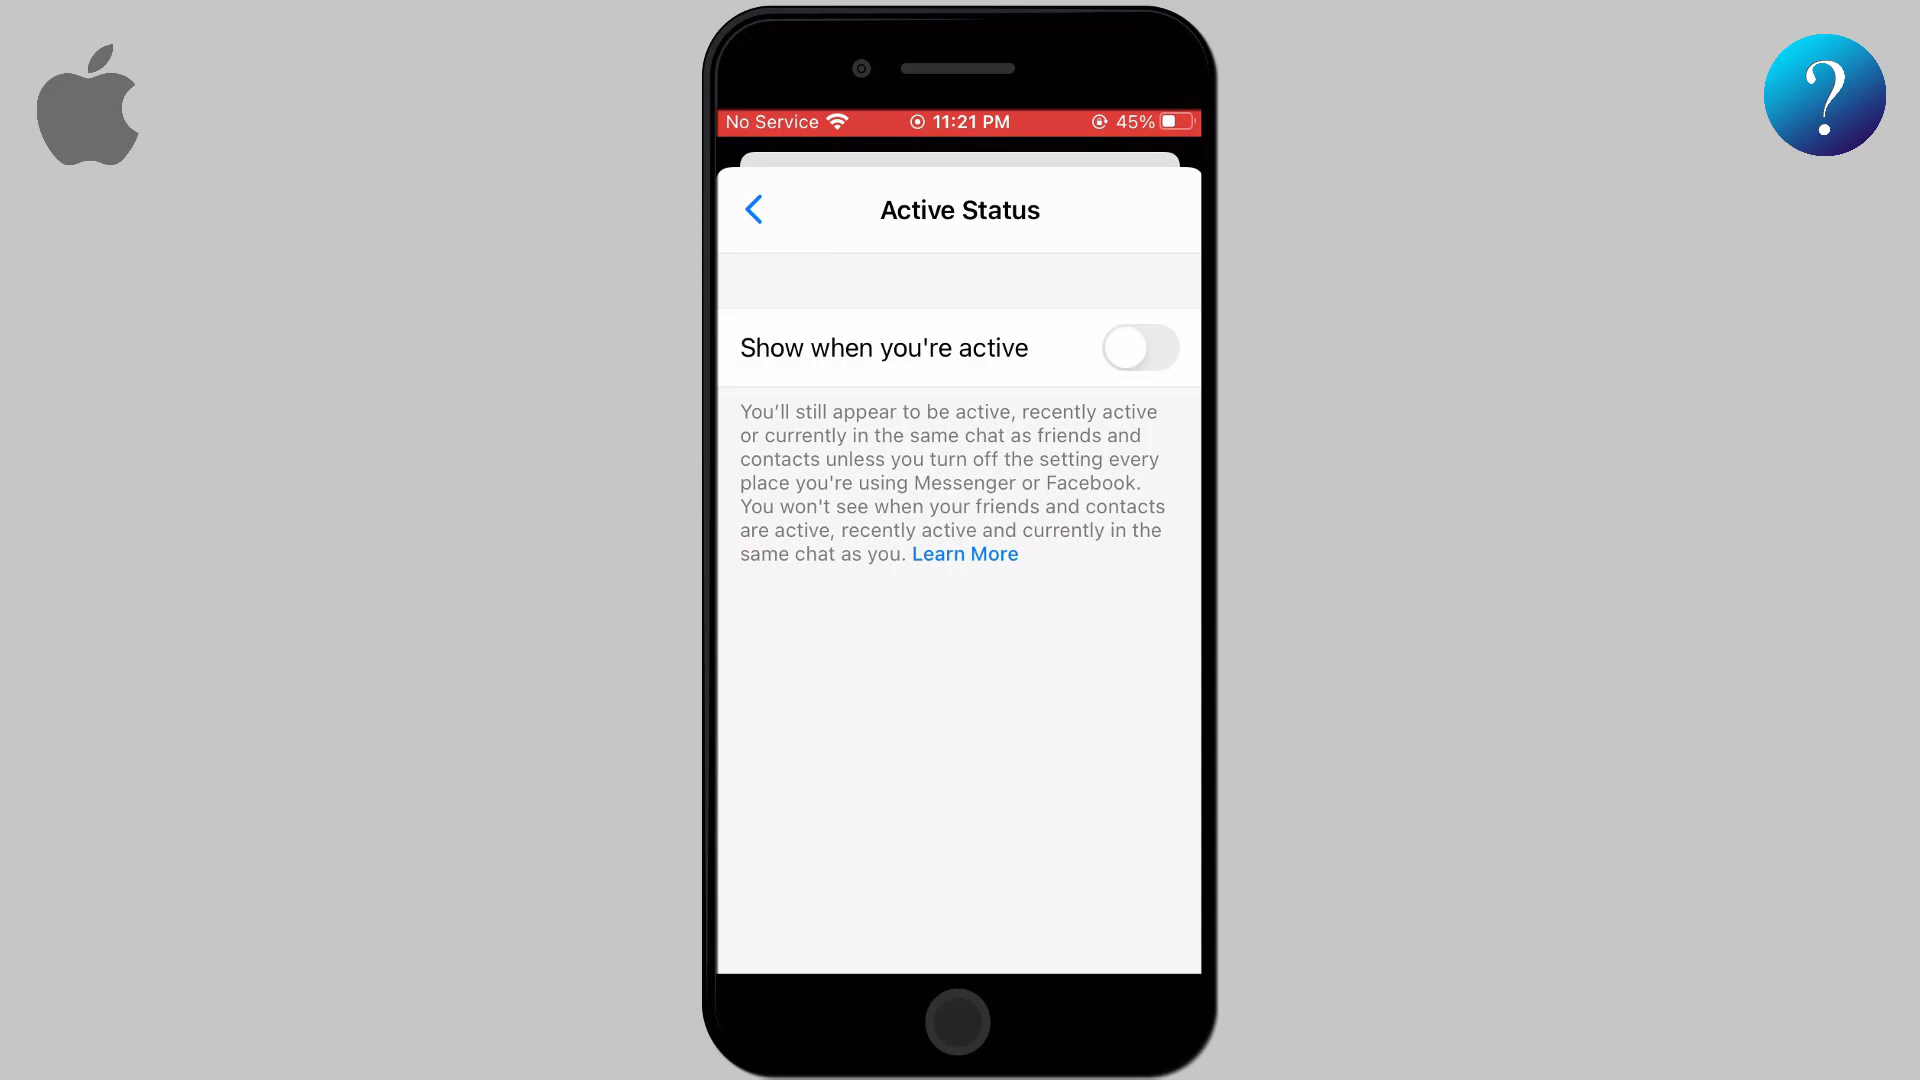 ?
No Service 11:21 PM 45%
Active Status
Show when you're active
You’ll still appear to be active, recently active
or currently in the same chat as friends and
contacts unless you turn off the setting every
place you're using Messenger or Facebook.
You won't see when your friends and contacts
are active, recently active and currently in the
same chat as you. Learn More